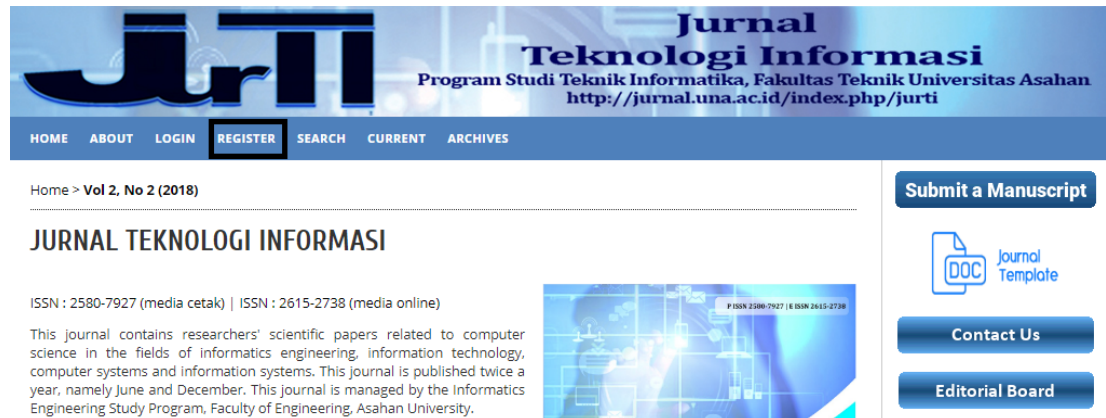 JurTI
Jurnal
Teknologi Informasi
Program Studi Teknik Informatika, Fakultas Teknik Universitas Asahan
http://jurnal.una.ac.id/index.php/jurti
HOME ABOUT LOGIN REGISTER SEARCH CURRENT ARCHIVES
Home > Vol 2, No 2 (2018)
JURNAL TEKNOLOGI INFORMASI
ISSN : 2580-7927 (media cetak) | ISSN : 2615-2738 (media online)
This journal contains researchers' scientific papers related to computer
science in the fields of informatics engineering, information technology,
computer systems and information systems. This journal is published twice a
year, namely June and December. This journal is managed by the Informatics
Engineering Study Program, Faculty of Engineering, Asahan University.
P ISSN 2580-7927 | E ISSN 2615-2738
Submit a Manuscript
DOC
Journal
Template
Contact Us
Editorial Board